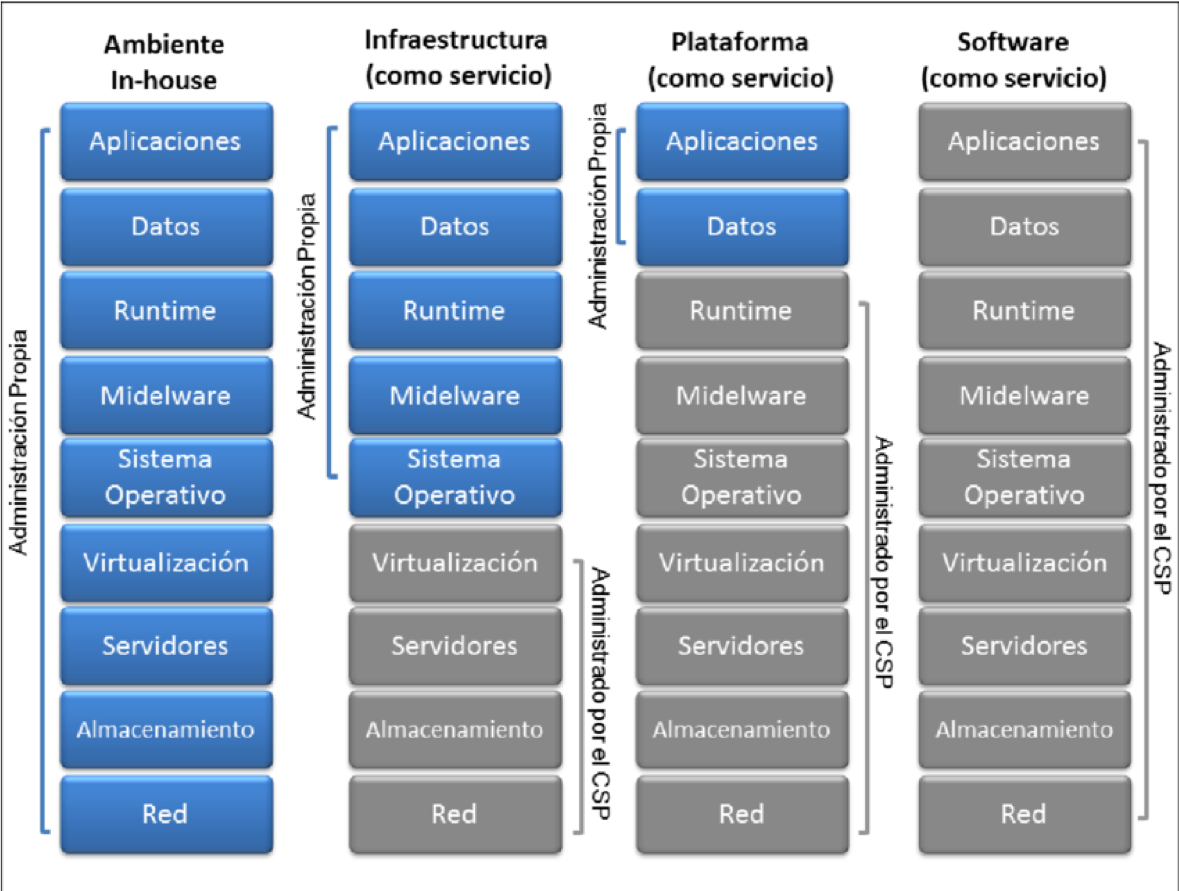 Ambiente
In-house
Administración Propia
Aplicaciones
Datos
Runtime
Midelware
Sistema
Operativo
Virtualización
Servidores
Almacenamiento
Red
Infraestructura
(como servicio)
Administración Propia
Aplicaciones
Datos
Runtime
Midelware
Sistema
Operativo
Virtualización
Servidores
Almacenamiento
Red
Administrado por el CSP
Plataforma
(como servicio)
Administración Propia
Aplicaciones
Datos
Runtime
Midelware
Sistema
Operativo
Virtualización
Servidores
Almacenamiento
Red
Administrado por el CSP
Software
(como servicio)
Aplicaciones
Datos
Runtime
Midelware
Sistema
Operativo
Virtualización
Servidores
Almacenamiento
Red
Administrado por el CSP